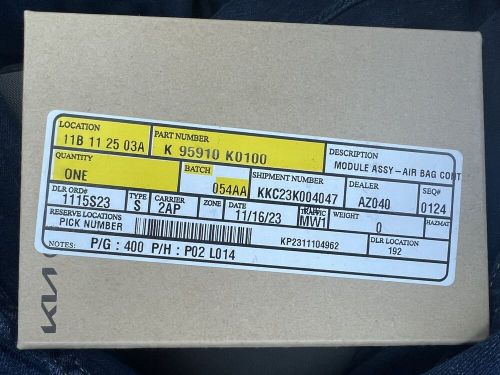 LOCATION PART NUMBER DESCRIPTION
11B 11 25 03A K 95910 K0100 MODULE ASSY-AIR BAG CONT
QUANTITY BATCH SHIPMENT NUMBER DEALER SEQ#
ONE 054AA KKC23K004047 AZ040 0124
DLR ORD# TYPE CARRIER ZONE DATE TRAFFIC WEIGHT HAZMAT
1115S23 S 2AP 11/16/23 MW1 0
RESERVE LOCATIONS DLR LOCATION
PICK NUMBER KP2311104962 192
NOTES: P/G : 400 P/H : P02 L014
KIA